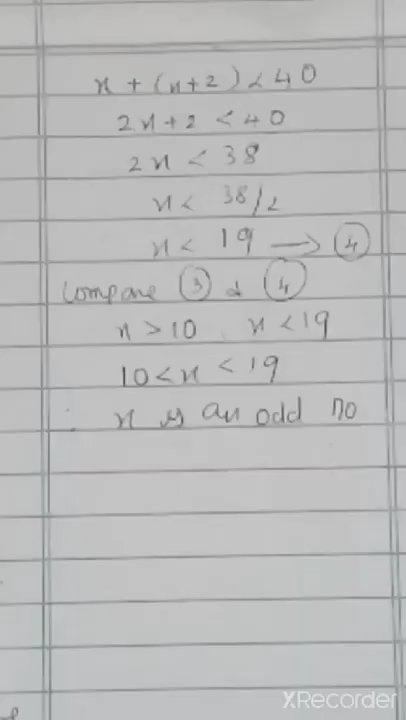 x + (x+2) < 40
2x + 2 < 40
2x < 38
x < 38/2
x < 19 → ④
Compare ③ & ④
x > 10 x < 19
10 < x < 19
x is an odd no
XRecorder